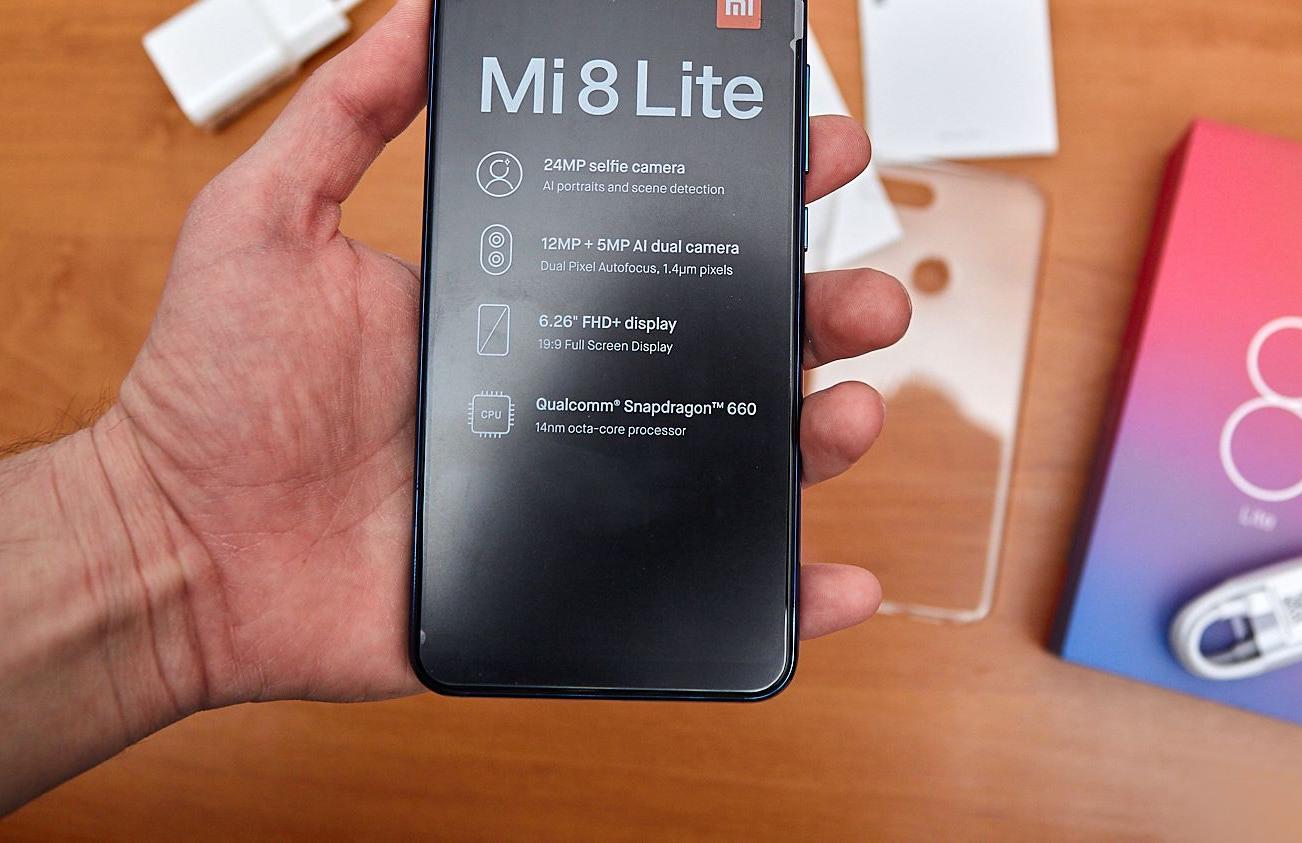 mi
Mi 8 Lite
24MP selfie camera
AI portraits and scene detection
12MP + 5MP AI dual camera
Dual Pixel Autofocus, 1.4μm pixels
6.26" FHD+ display
19:9 Full Screen Display
CPU
Qualcomm® Snapdragon™ 660
14nm octa-core processor
8
Lite